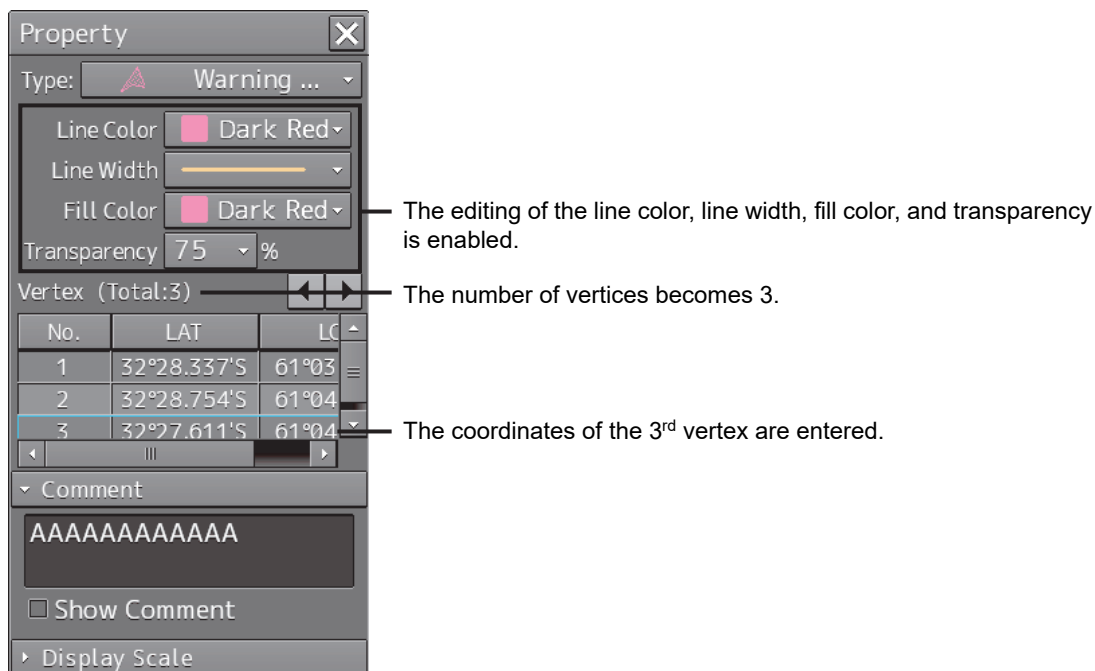 Property
Type: Warning ...
Line Color Dark Red
Line Width
Fill Color Dark Red
Transparency 75 %
The editing of the line color, line width, fill color, and transparency
is enabled.
Vertex (Total:3)
The number of vertices becomes 3.
No. LAT LO
1 32°28.337'S 61°03
2 32°28.754'S 61°04
3 32°27.611'S 61°04
The coordinates of the 3rd vertex are entered.
Comment
AAAAAAAAAAAA
Show Comment
Display Scale